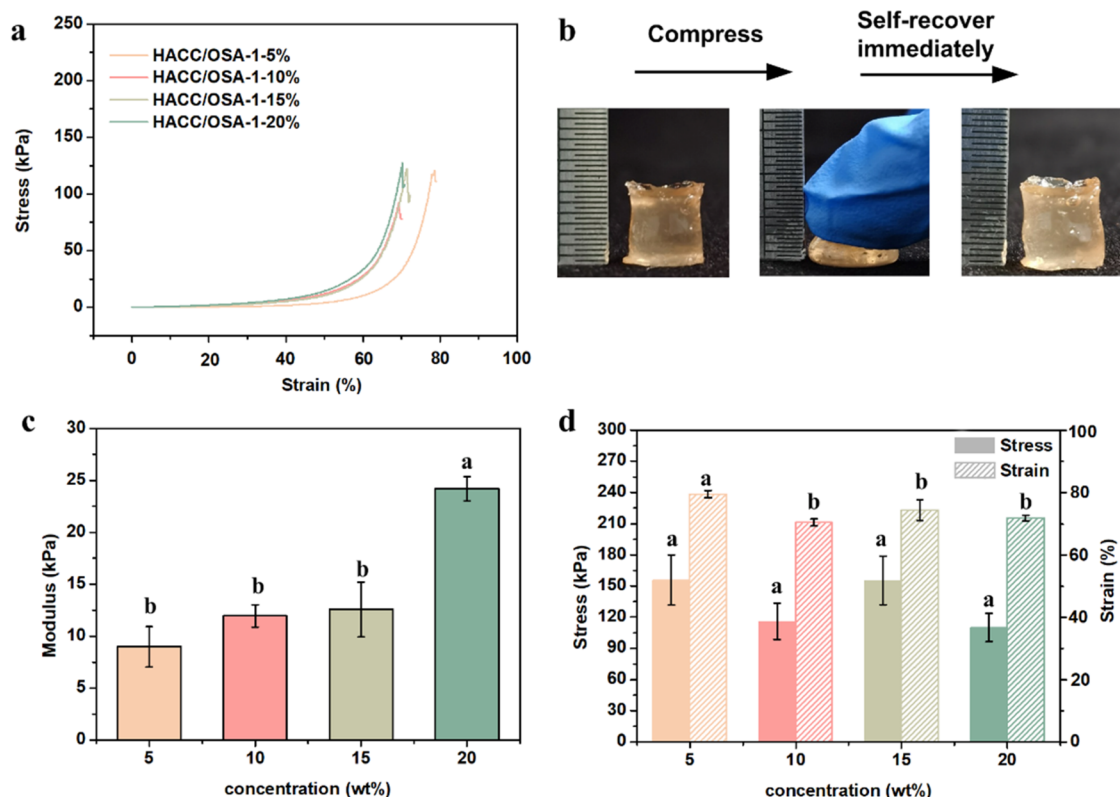 a
250
200
150
100
50
0
Stress (kPa)
HACC/OSA-1-5%
HACC/OSA-1-10%
HACC/OSA-1-15%
HACC/OSA-1-20%
0 20 40 60 80 100
Strain (%)
b
Compress
Self-recover
immediately
c
30
25
20
15
10
5
0
Modulus (kPa)
b b b a
5 10 15 20
concentration (wt%)
d
300
270
240
210
180
150
120
90
60
30
0
Stress (kPa)
Stress
Strain
a a a b a b a b
5 10 15 20
concentration (wt%)
100
80
60
40
20
0
Strain (%)